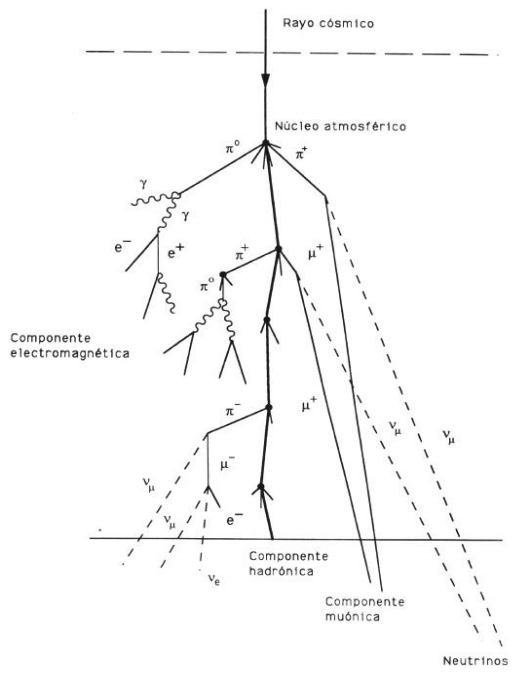 Rayo cósmico
Núcleo atmosférico
π⁰
π⁺
γ
γ
e⁻
e⁺
π⁺
μ⁺
π⁰
Componente
electromagnética
π⁻
μ⁺
ν_μ
ν_μ
μ⁻
ν_μ
ν_μ
e⁻
ν_e
Componente
hadrónica
Componente
muónica
Neutrinos